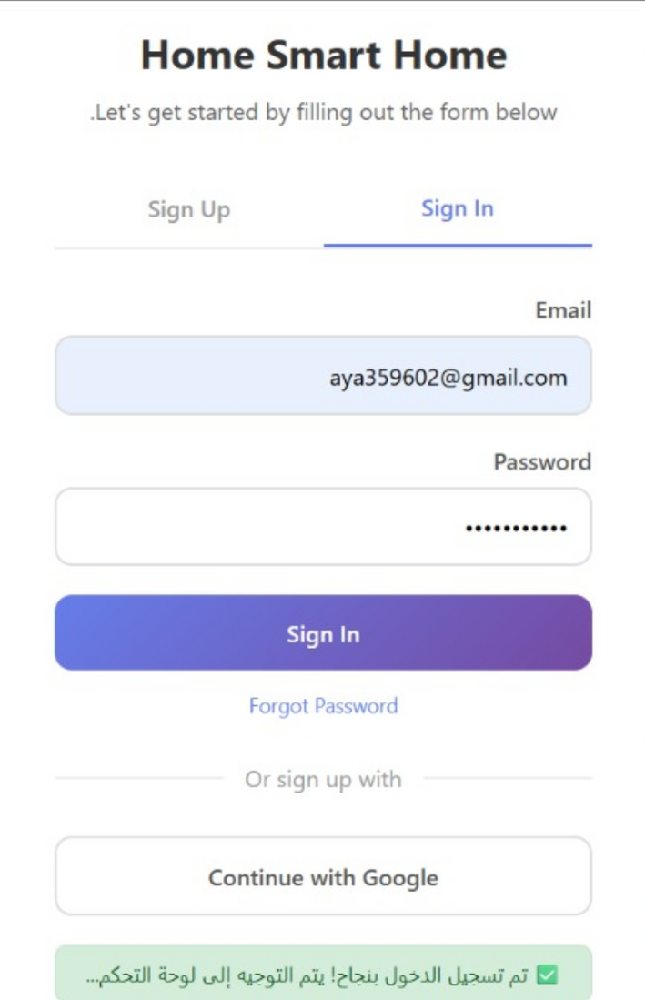 Home Smart Home
.Let's get started by filling out the form below
Sign Up
Sign In
Email
aya359602@gmail.com
Password
•••••••••••
Sign In
Forgot Password
Or sign up with
Continue with Google
✅ تم تسجيل الدخول بنجاح! يتم التوجيه إلى لوحة التحكم...